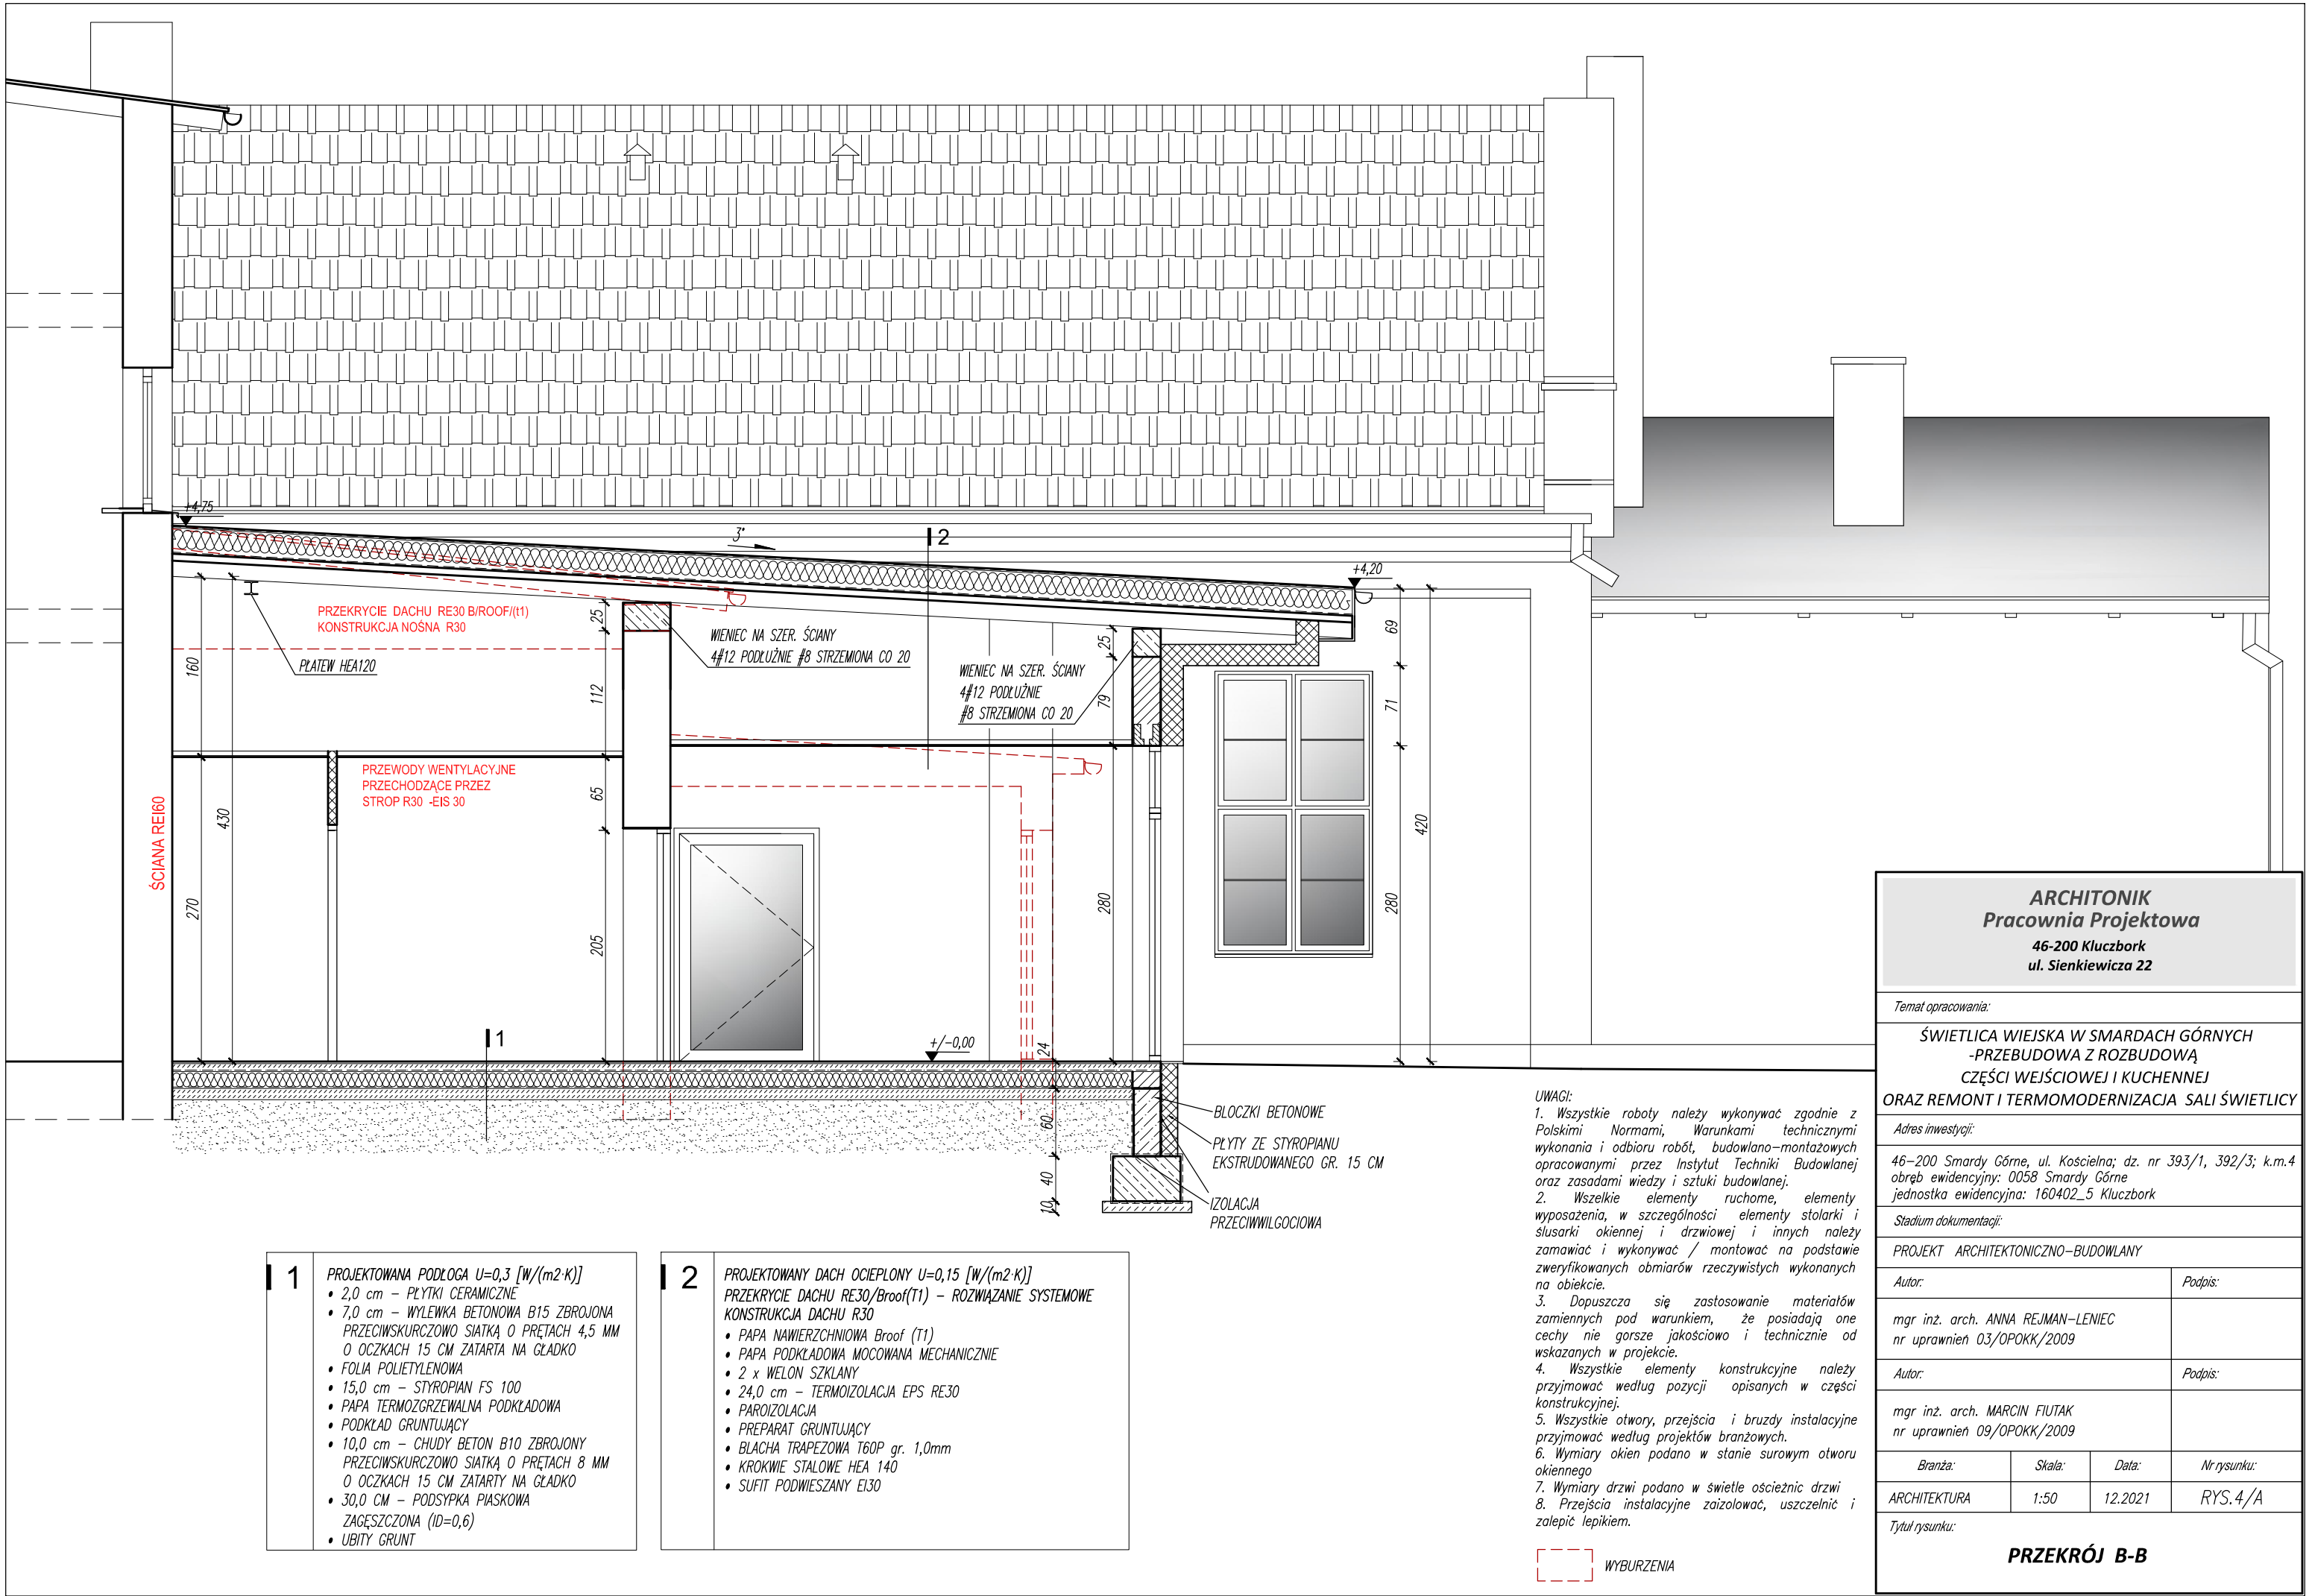 +4,75
3°
2
+4,20
PRZEKRYCIE DACHU RE30 B/ROOF/(t1)
KONSTRUKCJA NOŚNA R30
PŁATEW HEA120
WIENIEC NA SZER. ŚCIANY
4#12 PODŁUŻNIE #8 STRZEMIONA CO 20
WIENIEC NA SZER. ŚCIANY
4#12 PODŁUŻNIE
#8 STRZEMIONA CO 20
160
430
270
25
112
65
205
25
79
280
69
71
280
420
PRZEWODY WENTYLACYJNE
PRZECHODZĄCE PRZEZ
STROP R30 -EIS 30
ŚCIANA REI60
1
+/-0,00
24
60
40
10
BLOCZKI BETONOWE
PŁYTY ZE STYROPIANU
EKSTRUDOWANEGO GR. 15 CM
IZOLACJA
PRZECIWWILGOCIOWA
1
PROJEKTOWANA PODŁOGA U=0,3 [W/(m2·K)]
• 2,0 cm – PŁYTKI CERAMICZNE
• 7,0 cm – WYLEWKA BETONOWA B15 ZBROJONA
PRZECIWSKURCZOWO SIATKĄ O PRĘTACH 4,5 MM
O OCZKACH 15 CM ZATARTA NA GŁADKO
• FOLIA POLIETYLENOWA
• 15,0 cm – STYROPIAN FS 100
• PAPA TERMOZGRZEWALNA PODKŁADOWA
• PODKŁAD GRUNTUJĄCY
• 10,0 cm – CHUDY BETON B10 ZBROJONY
PRZECIWSKURCZOWO SIATKĄ O PRĘTACH 8 MM
O OCZKACH 15 CM ZATARTY NA GŁADKO
• 30,0 CM – PODSYPKA PIASKOWA
ZAGĘSZCZONA (ID=0,6)
• UBITY GRUNT
2
PROJEKTOWANY DACH OCIEPLONY U=0,15 [W/(m2·K)]
PRZEKRYCIE DACHU RE30/Broof(T1) – ROZWIĄZANIE SYSTEMOWE
KONSTRUKCJA DACHU R30
• PAPA NAWIERZCHNIOWA Broof (T1)
• PAPA PODKŁADOWA MOCOWANA MECHANICZNIE
• 2 x WELON SZKLANY
• 24,0 cm – TERMOIZOLACJA EPS RE30
• PAROIZOLACJA
• PREPARAT GRUNTUJĄCY
• BLACHA TRAPEZOWA T60P gr. 1,0mm
• KROKWIE STALOWE HEA 140
• SUFIT PODWIESZANY EI30
UWAGI:
1. Wszystkie roboty należy wykonywać zgodnie z
Polskimi Normami, Warunkami technicznymi
wykonania i odbioru robót, budowlano–montażowych
opracowanymi przez Instytut Techniki Budowlanej
oraz zasadami wiedzy i sztuki budowlanej.
2. Wszelkie elementy ruchome, elementy
wyposażenia, w szczególności elementy stolarki i
ślusarki okiennej i drzwiowej i innych należy
zamawiać i wykonywać / montować na podstawie
zweryfikowanych obmiarów rzeczywistych wykonanych
na obiekcie.
3. Dopuszcza się zastosowanie materiałów
zamiennych pod warunkiem, że posiadają one
cechy nie gorsze jakościowo i technicznie od
wskazanych w projekcie.
4. Wszystkie elementy konstrukcyjne należy
przyjmować według pozycji opisanych w części
konstrukcyjnej.
5. Wszystkie otwory, przejścia i bruzdy instalacyjne
przyjmować według projektów branżowych.
6. Wymiary okien podano w stanie surowym otworu
okiennego
7. Wymiary drzwi podano w świetle ościeżnic drzwi
8. Przejścia instalacyjne zaizolować, uszczelnić i
zalepić lepikiem.
WYBURZENIA
ARCHITONIK
Pracownia Projektowa
46-200 Kluczbork
ul. Sienkiewicza 22
Temat opracowania:
ŚWIETLICA WIEJSKA W SMARDACH GÓRNYCH
-PRZEBUDOWA Z ROZBUDOWĄ
CZĘŚCI WEJŚCIOWEJ I KUCHENNEJ
ORAZ REMONT I TERMOMODERNIZACJA SALI ŚWIETLICY
Adres inwestycji:
46–200 Smardy Górne, ul. Kościelna; dz. nr 393/1, 392/3; k.m.4
obręb ewidencyjny: 0058 Smardy Górne
jednostka ewidencyjna: 160402_5 Kluczbork
Stadium dokumentacji:
PROJEKT ARCHITEKTONICZNO–BUDOWLANY
Autor: Podpis:
mgr inż. arch. ANNA REJMAN–LENIEC
nr uprawnień 03/OPOKK/2009
Autor: Podpis:
mgr inż. arch. MARCIN FIUTAK
nr uprawnień 09/OPOKK/2009
Branża: Skala: Data: Nr rysunku:
ARCHITEKTURA 1:50 12.2021 RYS.4/A
Tytuł rysunku:
PRZEKRÓJ B-B